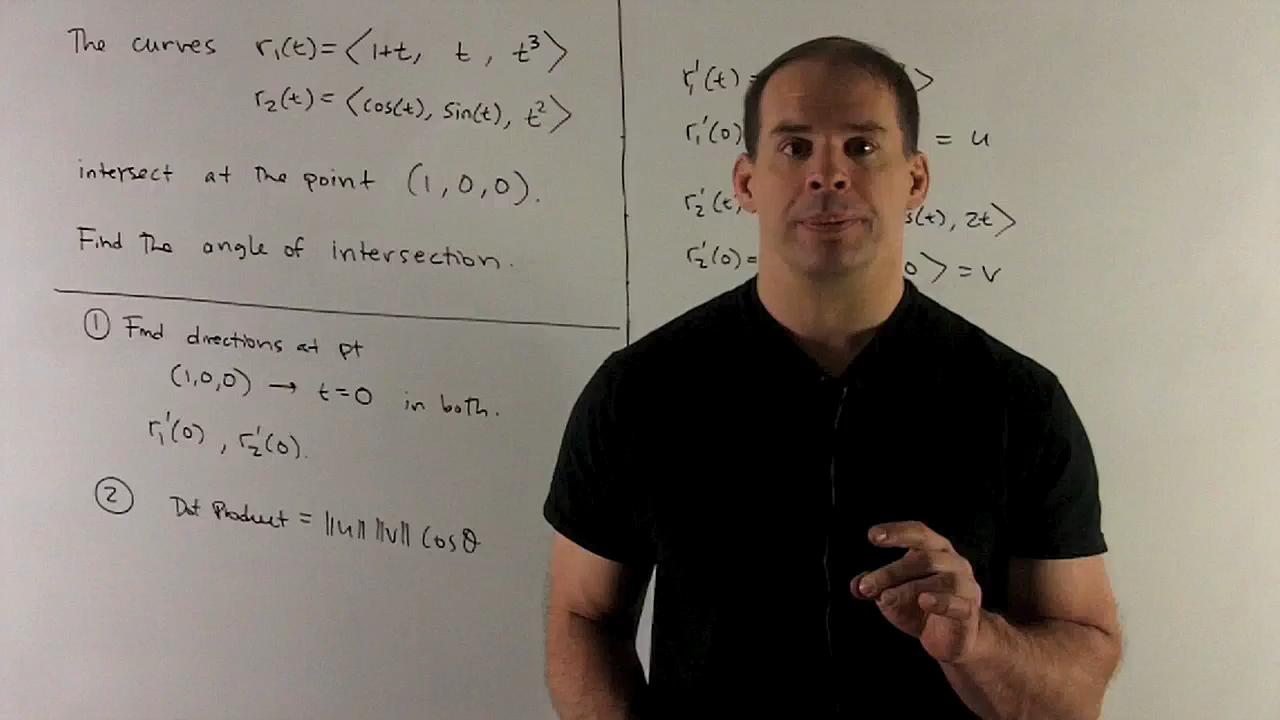 The curves r₁(t) = ⟨1+t, t, t³⟩
r₂(t) = ⟨cos(t), sin(t), t²⟩
intersect at the point (1,0,0).
Find the angle of intersection.
① Find directions at pt
(1,0,0) → t=0 in both.
r₁'(0), r₂'(0).
② Dot Product = ||u|| ||v|| cos θ
r₁'(t) = ⟩
r₁'(0) = u
r₂'(t) s(t), 2t⟩
r₂'(0) = 0⟩ = v